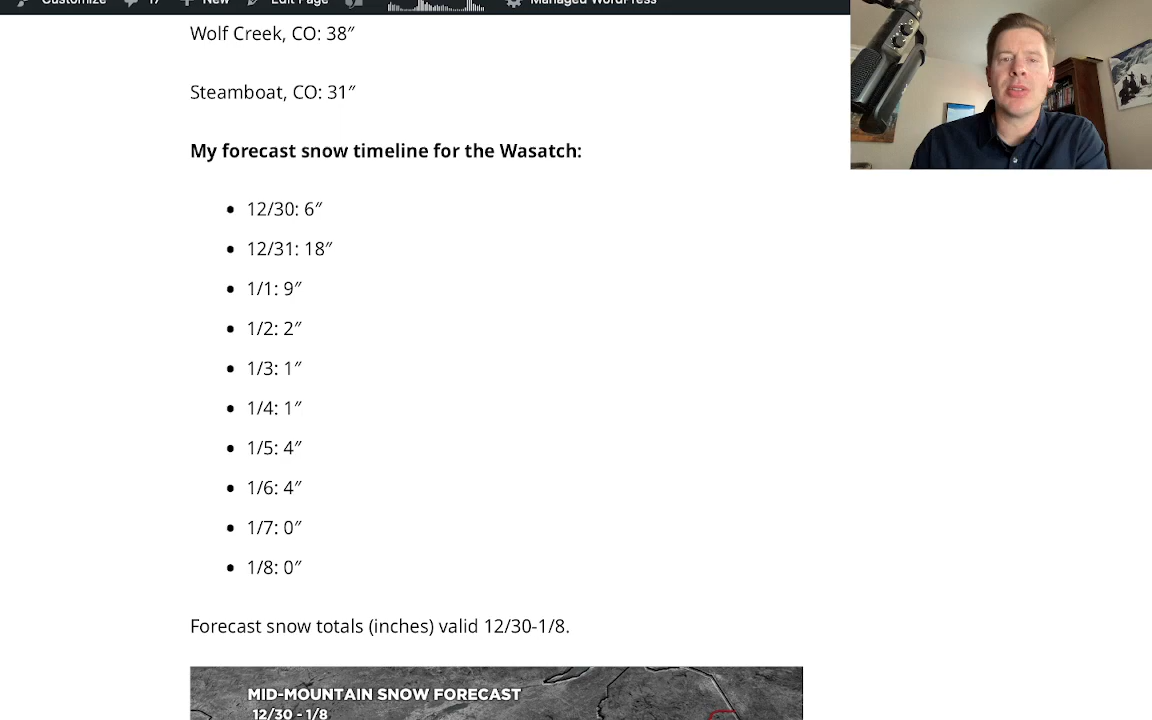 Customize 17 New Edit Page Managed WordPress
Wolf Creek, CO: 38″
Steamboat, CO: 31″
My forecast snow timeline for the Wasatch:
• 12/30: 6″
• 12/31: 18″
• 1/1: 9″
• 1/2: 2″
• 1/3: 1″
• 1/4: 1″
• 1/5: 4″
• 1/6: 4″
• 1/7: 0″
• 1/8: 0″
Forecast snow totals (inches) valid 12/30-1/8.
MID-MOUNTAIN SNOW FORECAST
12/30 - 1/8